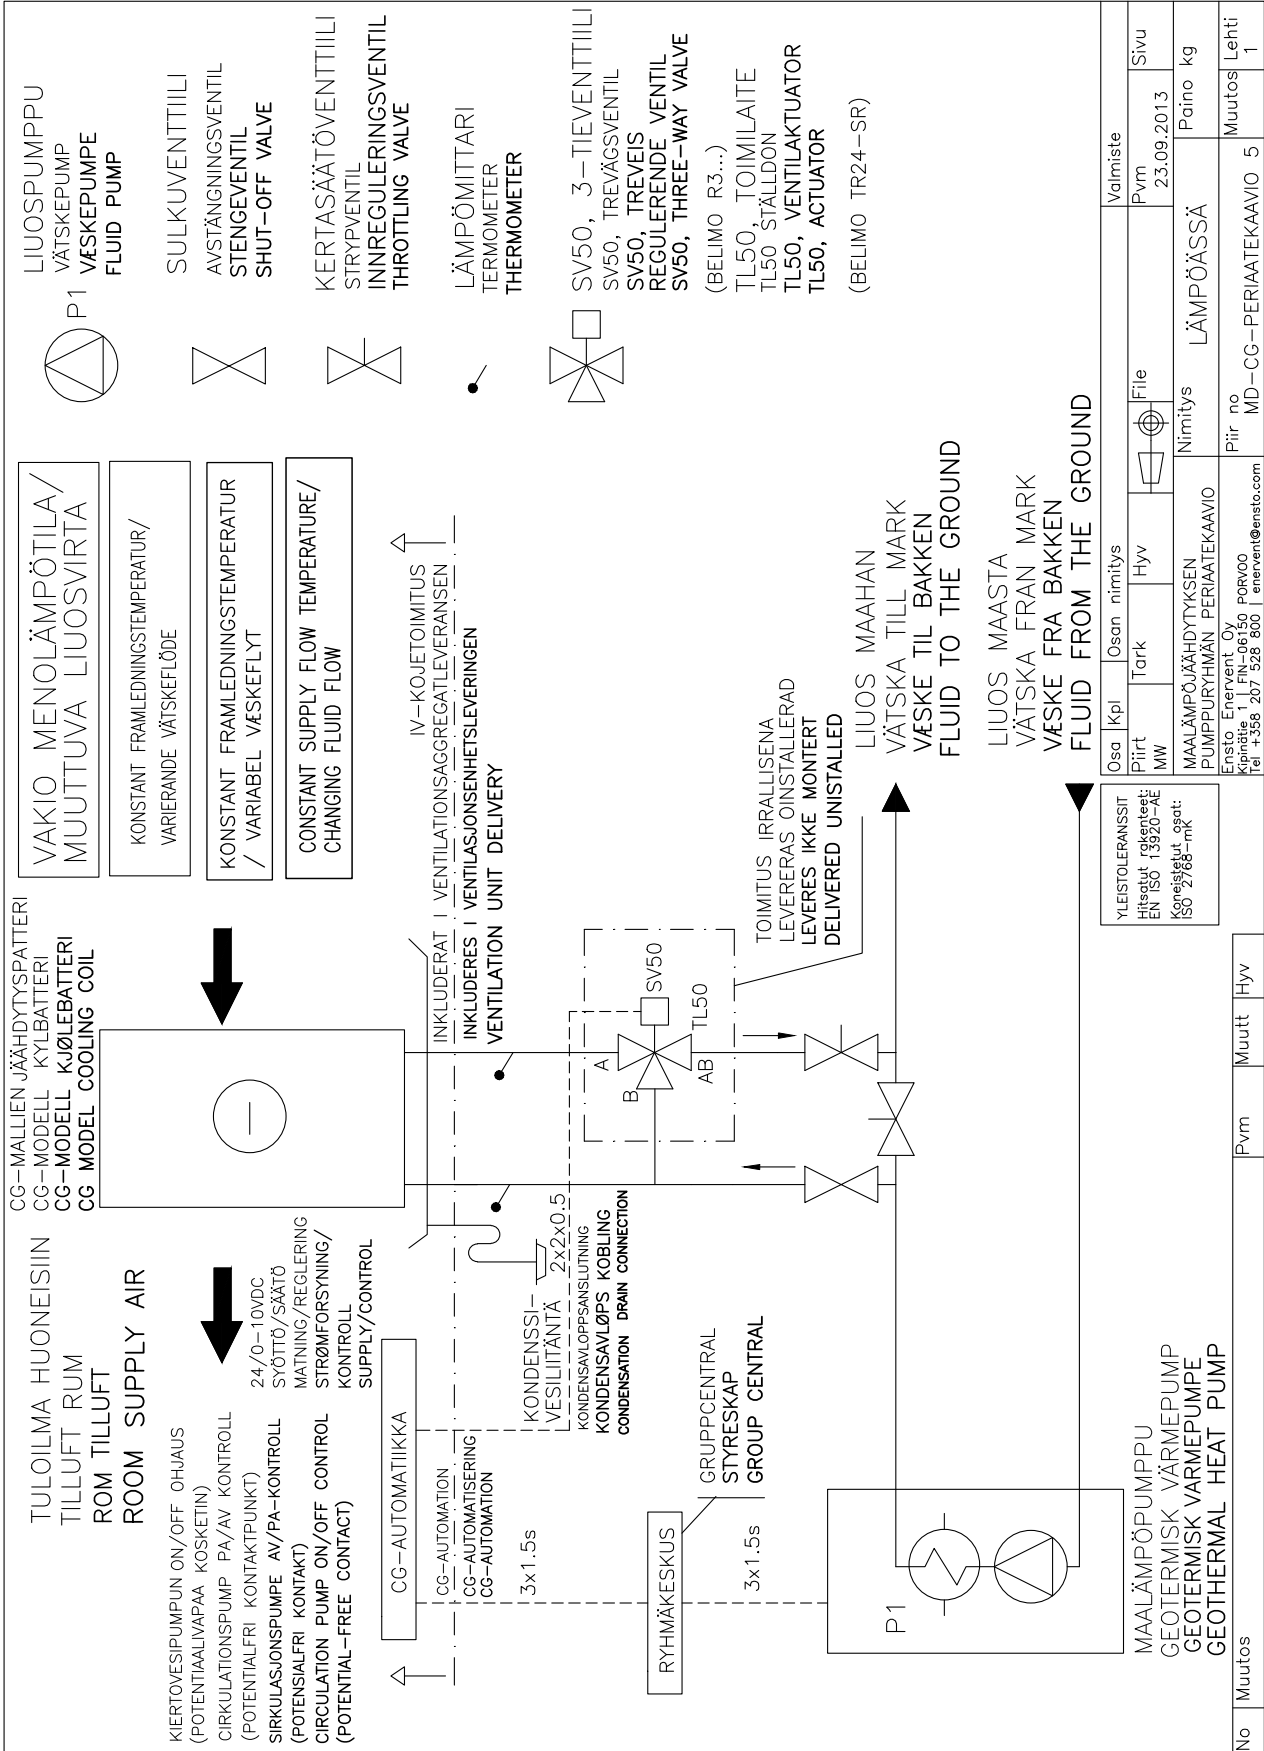 TULOILMA HUONEISIIN
TILLUFT RUM
ROM TILLUFT
ROOM SUPPLY AIR
CG-MALLIEN JÄÄHDYTYSPATTERI
CG-MODELL KYLBATTERI
CG-MODELL KJØLEBATTERI
CG MODEL COOLING COIL
VAKIO MENOLÄMPÖTILA/
MUUTTUVA LIUOSVIRTA
KONSTANT FRAMLEDNINGSTEMPERATUR/
VARIERANDE VÄTSKEFLÖDE
KONSTANT FRAMLEDNINGSTEMPERATUR
/ VARIABEL VÆSKEFLYT
CONSTANT SUPPLY FLOW TEMPERATURE/
CHANGING FLUID FLOW
P1
LIUOSPUMPPU
VÄTSKEPUMP
VÆSKEPUMPE
FLUID PUMP
SULKUVENTTIILI
AVSTÄNGNINGSVENTIL
STENGEVENTIL
SHUT-OFF VALVE
KERTASÄÄTÖVENTTIILI
STRYPVENTIL
INNREGULERINGSVENTIL
THROTTLING VALVE
LÄMPÖMITTARI
TERMOMETER
THERMOMETER
SV50, 3-TIEVENTTIILI
SV50, TREVÄGSVENTIL
SV50, TREVEIS
REGULERENDE VENTIL
SV50, THREE-WAY VALVE
(BELIMO R3...)
TL50, TOIMILAITE
TL50 STÄLLDON
TL50, VENTILAKTUATOR
TL50, ACTUATOR
(BELIMO TR24-SR)
KIERTOVESIPUMPUN ON/OFF OHJAUS
(POTENTIAALIVAPAA KOSKETIN)
CIRKULATIONSPUMP PA/AV KONTROLL
(POTENTIALFRI KONTAKTPUNKT)
SIRKULASJONSPUMPE AV/PA-KONTROLL
(POTENSIALFRI KONTAKT)
CIRCULATION PUMP ON/OFF CONTROL
(POTENTIAL-FREE CONTACT)
24/0-10VDC
SYÖTTÖ/SÄÄTÖ
MATNING/REGLERING
STRØMFORSYNING/
KONTROLL
SUPPLY/CONTROL
CG-AUTOMATIIKKA
CG-AUTOMATION
CG-AUTOMATISERING
CG-AUTOMATION
3x1.5s
IV-KOJETOIMITUS
INKLUDERAT I VENTILATIONSAGGREGATLEVERANSEN
INKLUDERES I VENTILASJONSENHETSLEVERINGEN
VENTILATION UNIT DELIVERY
KONDENSSI-
VESILIITÄNTÄ
2x2x0.5
KONDENSAVLOPPSANSLUTNING
KONDENSAVLØPS KOBLING
CONDENSATION DRAIN CONNECTION
A
B
AB
SV50
TL50
TOIMITUS IRRALLISENA
LEVERERAS OINSTALLERAD
LEVERES IKKE MONTERT
DELIVERED UNISTALLED
RYHMÄKESKUS
GRUPPCENTRAL
STYRESKAP
GROUP CENTRAL
3x1.5s
P1
LIUOS MAAHAN
VÄTSKA TILL MARK
VÆSKE TIL BAKKEN
FLUID TO THE GROUND
LIUOS MAASTA
VÄTSKA FRAN MARK
VÆSKE FRA BAKKEN
FLUID FROM THE GROUND
MAALÄMPÖPUMPPU
GEOTERMISK VÄRMEPUMP
GEOTERMISK VARMEPUMPE
GEOTHERMAL HEAT PUMP
No Muutos Pvm Muutt Hyv
YLEISTOLERANSSIT
Hitsatut rakenteet:
EN ISO 13920-AE
Koneistetut osat:
ISO 2768-mK
Osa Kpl Osan nimitys Valmiste
Piirt Tark Hyv File Pvm Sivu
MW 23.09.2013
MAALÄMPÖJÄÄHDYTYKSEN
PUMPPURYHMÄN PERIAATEKAAVIO
Nimitys
LÄMPÖÄSSÄ
Paino kg
Ensto Enervent Oy
Kipinätie 1 | FIN-06150 PORVOO
Tel +358 207 528 800 | enervent@ensto.com
Piir no
MD-CG-PERIAATEKAAVIO 5
Muutos Lehti
1